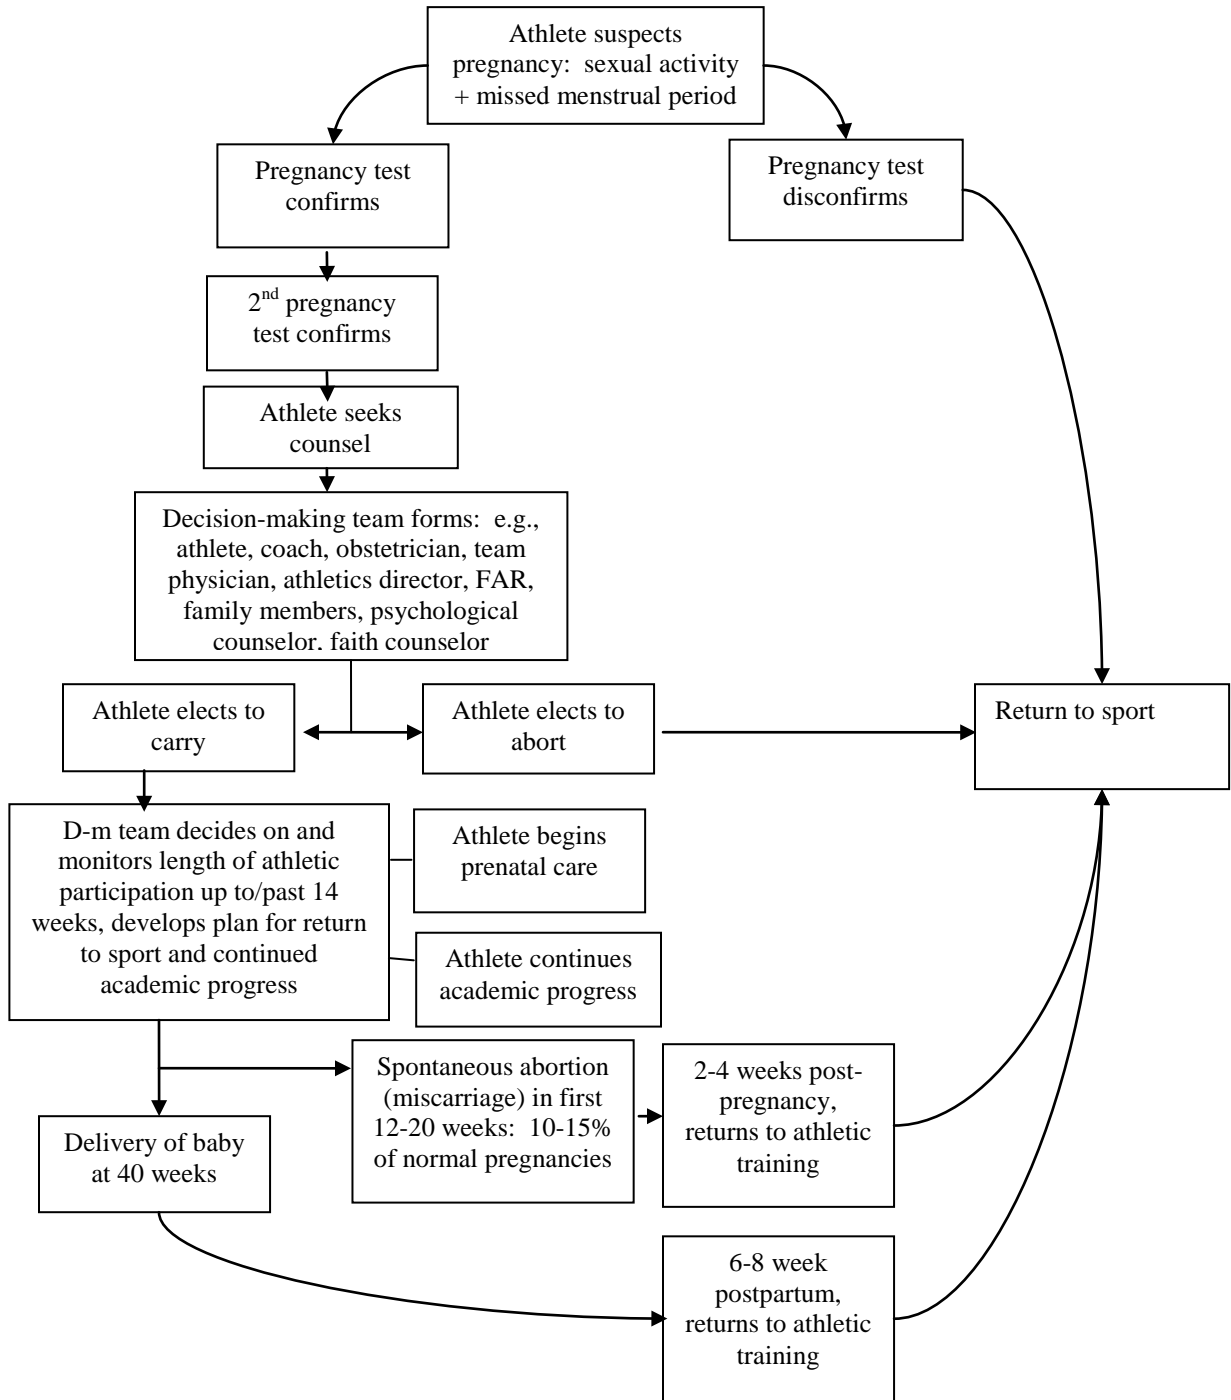 Athlete suspects
pregnancy:  sexual activity
+ missed menstrual period
Pregnancy test
confirms
Pregnancy test
disconfirms
2nd pregnancy
test confirms
Athlete seeks
counsel
Decision-making team forms:  e.g.,
athlete, coach, obstetrician, team
physician, athletics director, FAR,
family members, psychological
counselor, faith counselor
Athlete elects to
carry
Athlete elects to
abort
Return to sport
D-m team decides on and
monitors length of athletic
participation up to/past 14
weeks, develops plan for return
to sport and continued
academic progress
Athlete begins
prenatal care
Athlete continues
academic progress
Spontaneous abortion
(miscarriage) in first
12-20 weeks:  10-15%
of normal pregnancies
2-4 weeks post-
pregnancy,
returns to athletic
training
Delivery of baby
at 40 weeks
6-8 week
postpartum,
returns to athletic
training